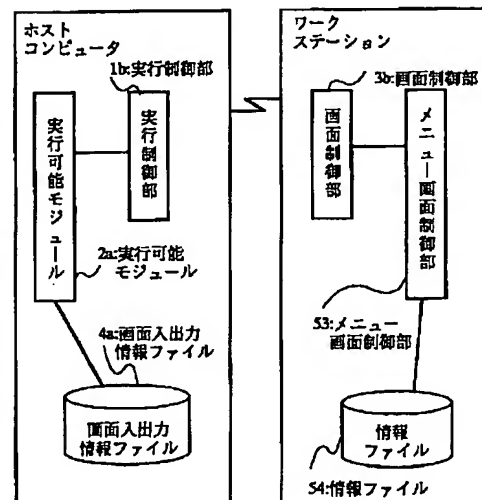 ホスト
コンピュータ
1b:実行制御部
実行可能モジュール
実行制御部
2a:実行可能
モジュール
4a:画面入出力
情報ファイル
画面入出力
情報ファイル
ワーク
ステーション
3b:画面制御部
画面制御部
メニュー画面制御部
53:メニュー
画面制御部
情報
ファイル
54:情報ファイル